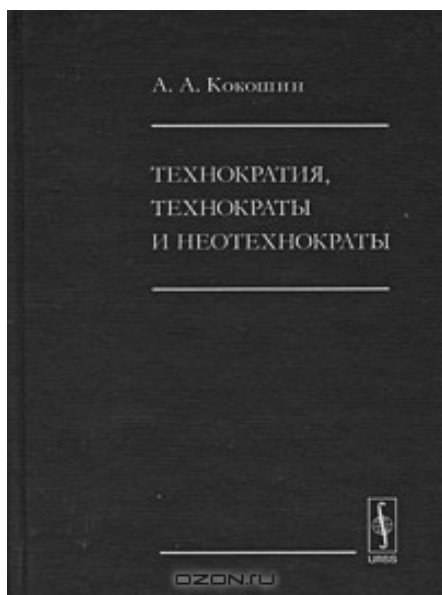 А. А. Кокошин
ТЕХНОКРАТИЯ,
ТЕХНОКРАТЫ
И НЕОТЕХНОКРАТЫ
URSS
OZON.RU